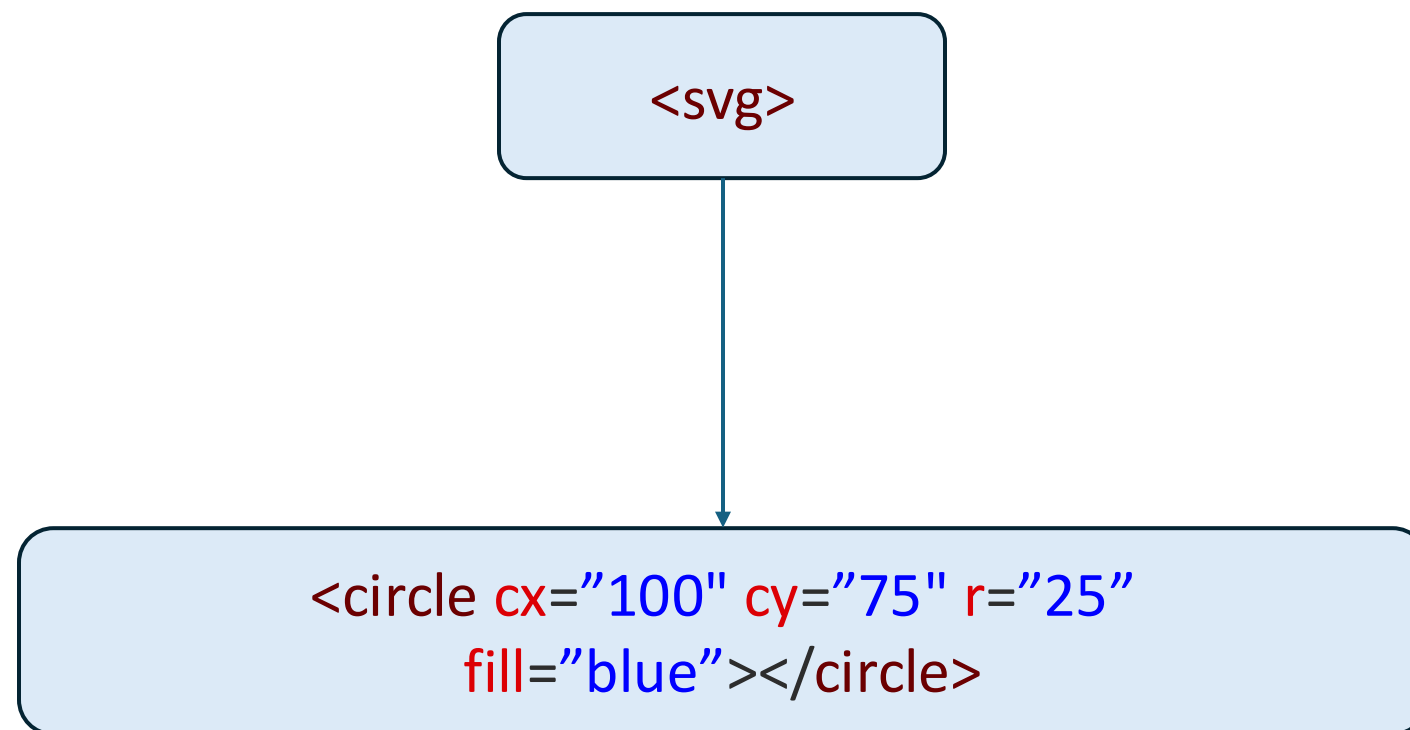 <svg>
<circle cx=”100" cy=”75" r=”25”
fill=”blue”></circle>